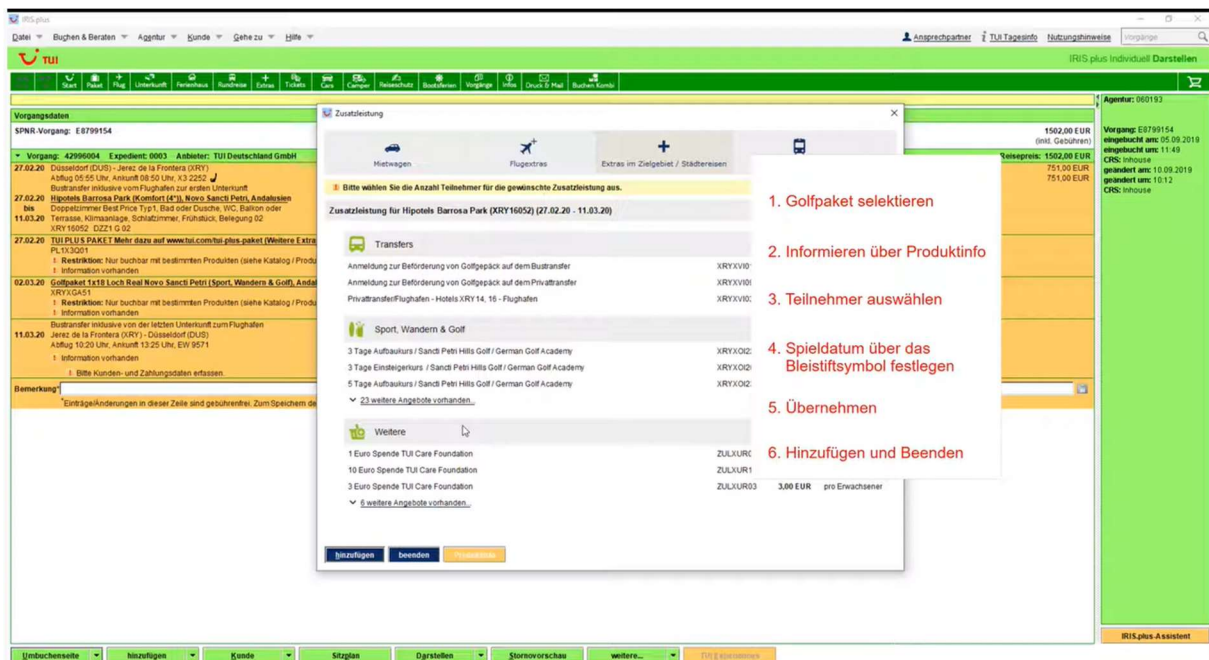 IRIS.plus
Datei Buchen & Beraten Agentur Kunde Gehe zu Hilfe
Ansprechpartner TUI Tagesinfo Nutzungshinweise Vorgänge
TUI
IRIS.plus Individuell Darstellen
Start Paket Flug Unterkunft Ferienhaus Rundreise Extras Tickets Cars Camper Reiseschutz Bootsferien Vorgänge Infos Druck & Mail Buchen Kombi
Agentur: 060193
Vorgangsdaten
SPNR-Vorgang: E8799154
1502,00 EUR
(inkl. Gebühren)
Vorgang: 42996004 Expedient: 0003 Anbieter: TUI Deutschland GmbH
Reisepreis: 1502,00 EUR
27.02.20 Düsseldorf (DUS) - Jerez de la Frontera (XRY)
751,00 EUR
Abflug 05:55 Uhr, Ankunft 08:50 Uhr, X3 2252
751,00 EUR
Bustransfer inklusive vom Flughafen zur ersten Unterkunft
27.02.20 Hipotels Barrosa Park (Komfort (4*)), Novo Sancti Petri, Andalusien
bis Doppelzimmer Best Price Typ1, Bad oder Dusche, WC, Balkon oder
11.03.20 Terrasse, Klimaanlage, Schlafzimmer, Frühstück, Belegung 02
XRY16052 DZZ1 G 02
27.02.20 TUI PLUS PAKET Mehr dazu auf www.tui.com/tui-plus-paket (Weitere Extra
PL1X3Q01
! Restriktion: Nur buchbar mit bestimmten Produkten (siehe Katalog / Produ
! Information vorhanden
02.03.20 Golfpaket 1x18 Loch Real Novo Sancti Petri (Sport, Wandern & Golf), Andal
XRYXGA51
! Restriktion: Nur buchbar mit bestimmten Produkten (siehe Katalog / Produ
! Information vorhanden
Bustransfer inklusive von der letzten Unterkunft zum Flughafen
11.03.20 Jerez de la Frontera (XRY) - Düsseldorf (DUS)
Abflug 10:20 Uhr, Ankunft 13:25 Uhr, EW 9571
! Information vorhanden
! Bitte Kunden- und Zahlungsdaten erfassen.
Bemerkung*
*Einträge/Änderungen in dieser Zeile sind gebührenfrei. Zum Speichern de
Vorgang: E8799154
eingebucht am: 05.09.2019
eingebucht um: 11:49
CRS: Inhouse
geändert am: 10.09.2019
geändert um: 10:12
CRS: Inhouse
Zusatzleistung
Mietwagen Flugextras Extras im Zielgebiet / Städtereisen
! Bitte wählen Sie die Anzahl Teilnehmer für die gewünschte Zusatzleistung aus.
Zusatzleistung für Hipotels Barrosa Park (XRY16052) (27.02.20 - 11.03.20)
Transfers
Anmeldung zur Beförderung von Golfgepäck auf dem Bustransfer
Anmeldung zur Beförderung von Golfgepäck auf dem Privattransfer
Privattransfer/Flughafen - Hotels XRY 14, 16 - Flughafen
Sport, Wandern & Golf
3 Tage Aufbaukurs / Sancti Petri Hills Golf / German Golf Academy
3 Tage Einsteigerkurs / Sancti Petri Hills Golf / German Golf Academy
5 Tage Aufbaukurs / Sancti Petri Hills Golf / German Golf Academy
23 weitere Angebote vorhanden..
Weitere
1 Euro Spende TUI Care Foundation
10 Euro Spende TUI Care Foundation
3 Euro Spende TUI Care Foundation ZULXUR03 3,00 EUR pro Erwachsener
6 weitere Angebote vorhanden..
hinzufügen beenden
1. Golfpaket selektieren
2. Informieren über Produktinfo
3. Teilnehmer auswählen
4. Spieldatum über das
Bleistiftsymbol festlegen
5. Übernehmen
6. Hinzufügen und Beenden
IRIS.plus-Assistent
Umbuchenseite hinzufügen Kunde Sitzplan Darstellen Stornovorschau weitere...